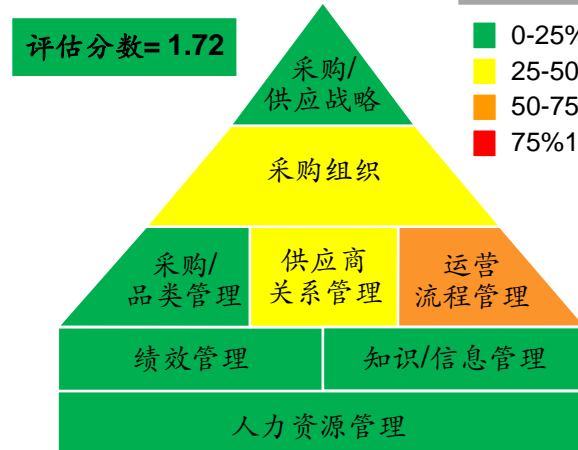 评估分数= 1.72
0-25%
25-50
50-75
75%1
采购/
供应战略
采购组织
采购/
品类管理
供应商
关系管理
运营
流程管理
绩效管理
知识/信息管理
人力资源管理